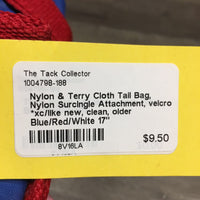 The Tack Collector
1004798-188
Nylon & Terry Cloth Tail Bag,
Nylon Surcingle Attachment, velcro
*xc/like new, clean, older
Blue/Red/White 17"
8V16LA
$9.50